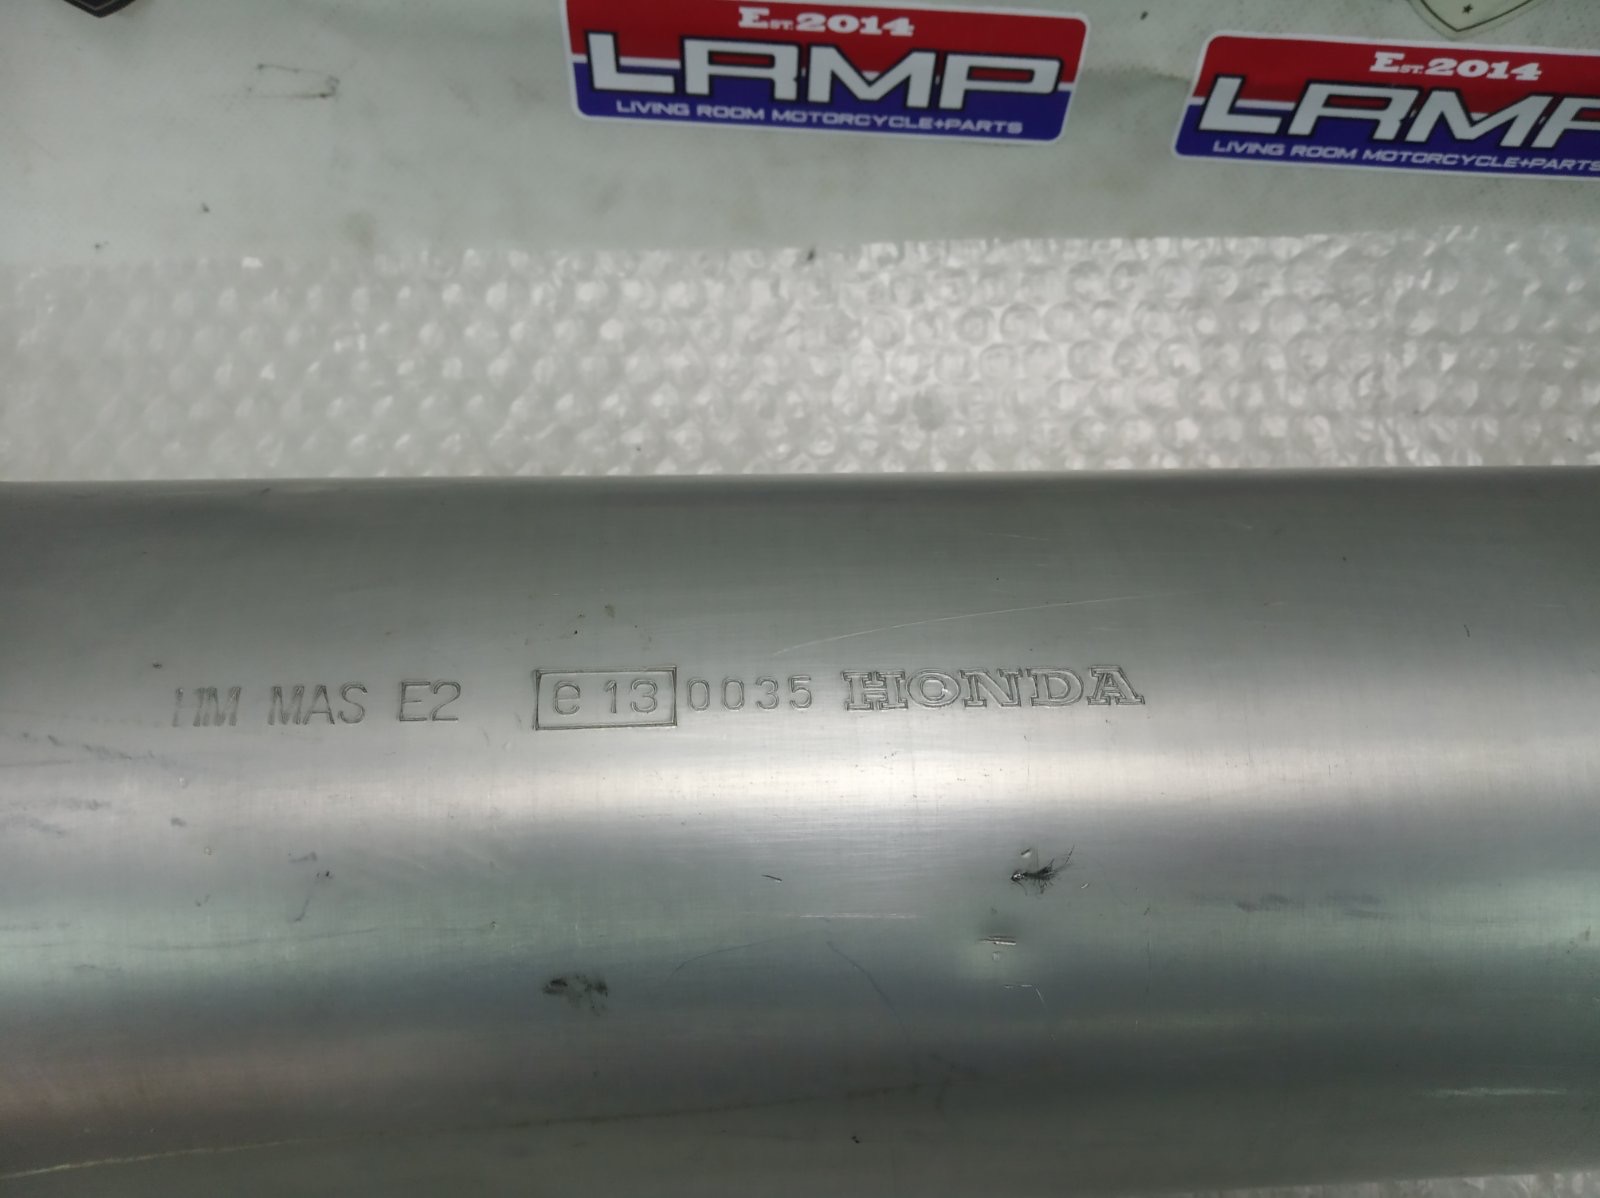 EST. 2014
LRMP
LIVING ROOM MOTORCYCLE+PARTS
EST. 2014
LRMP
LIVING ROOM MOTORCYCLE+PARTS
HM MAS E2 e 13 0035 HONDA